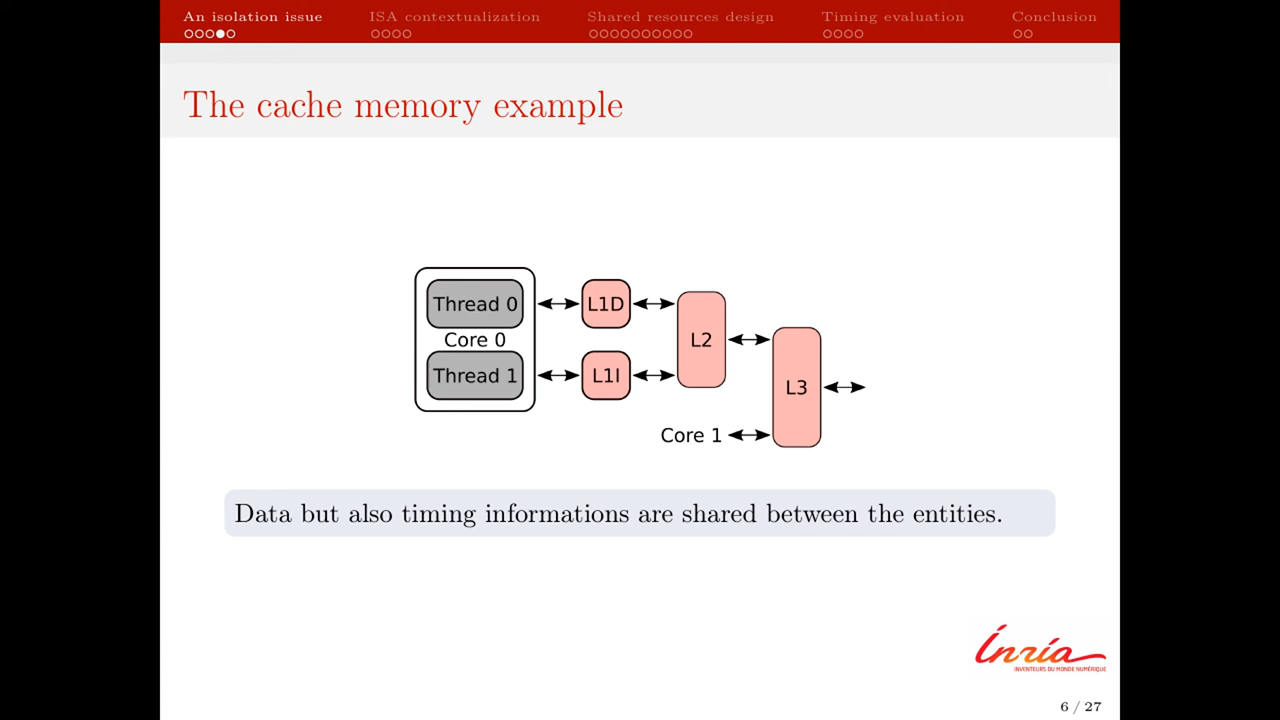 An isolation issue
ISA contextualization
Shared resources design
Timing evaluation
Conclusion
The cache memory example
Thread 0
Core 0
Thread 1
L1D
L1I
L2
L3
Core 1
Data but also timing informations are shared between the entities.
Inria
INVENTEURS DU MONDE NUMÉRIQUE
6 / 27